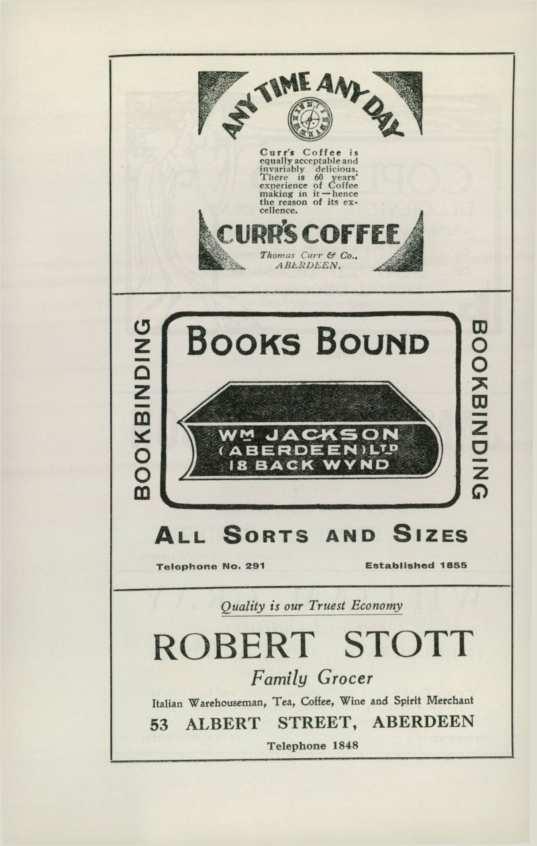 ANY TIME ANY DAY
Curr's Coffee is
equally acceptable and
invariably delicious.
There is 60 years'
experience of Coffee
making in it—hence
the reason of its ex-
cellence.
CURR'S COFFEE
Thomas Curr & Co.,
ABERDEEN.
BOOKBINDING
BOOKS BOUND
WM JACKSON
(ABERDEEN) LTD
18 BACK WYND
BOOKBINDING
ALL SORTS AND SIZES
Telephone No. 291 Established 1855
Quality is our Truest Economy
ROBERT STOTT
Family Grocer
Italian Warehouseman, Tea, Coffee, Wine and Spirit Merchant
53 ALBERT STREET, ABERDEEN
Telephone 1848